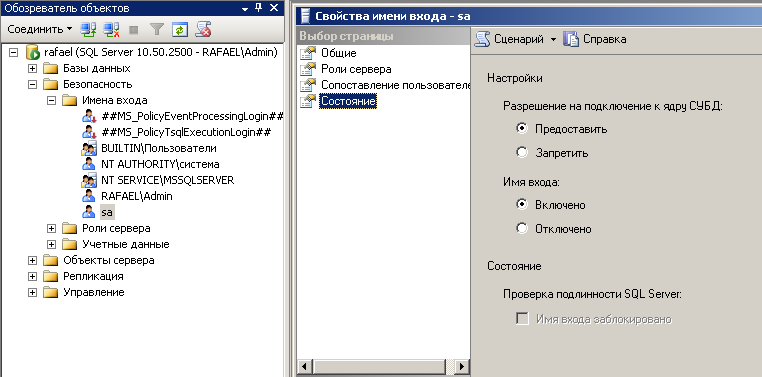 Обозреватель объектов
Соединить
rafael (SQL Server 10.50.2500 - RAFAEL\Admin)
Базы данных
Безопасность
Имена входа
##MS_PolicyEventProcessingLogin##
##MS_PolicyTsqlExecutionLogin##
BUILTIN\Пользователи
NT AUTHORITY\система
NT SERVICE\MSSQLSERVER
RAFAEL\Admin
sa
Роли сервера
Учетные данные
Объекты сервера
Репликация
Управление
Свойства имени входа - sa
Выбор страницы
Общие
Роли сервера
Сопоставление пользователе
Состояние
Сценарий
Справка
Настройки
Разрешение на подключение к ядру СУБД:
Предоставить
Запретить
Имя входа:
Включено
Отключено
Состояние
Проверка подлинности SQL Server:
Имя входа заблокировано